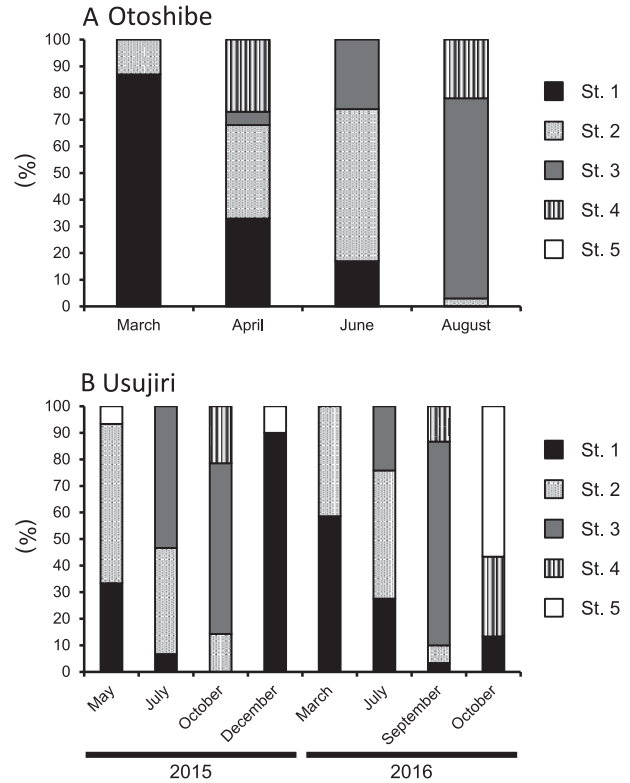 A Otoshibe
100
90
80
70
60
50
40
30
20
10
0
(%)
March April June August
St. 1
St. 2
St. 3
St. 4
St. 5
B Usujiri
100
90
80
70
60
50
40
30
20
10
0
(%)
May July October December March July September October
2015 2016
St. 1
St. 2
St. 3
St. 4
St. 5